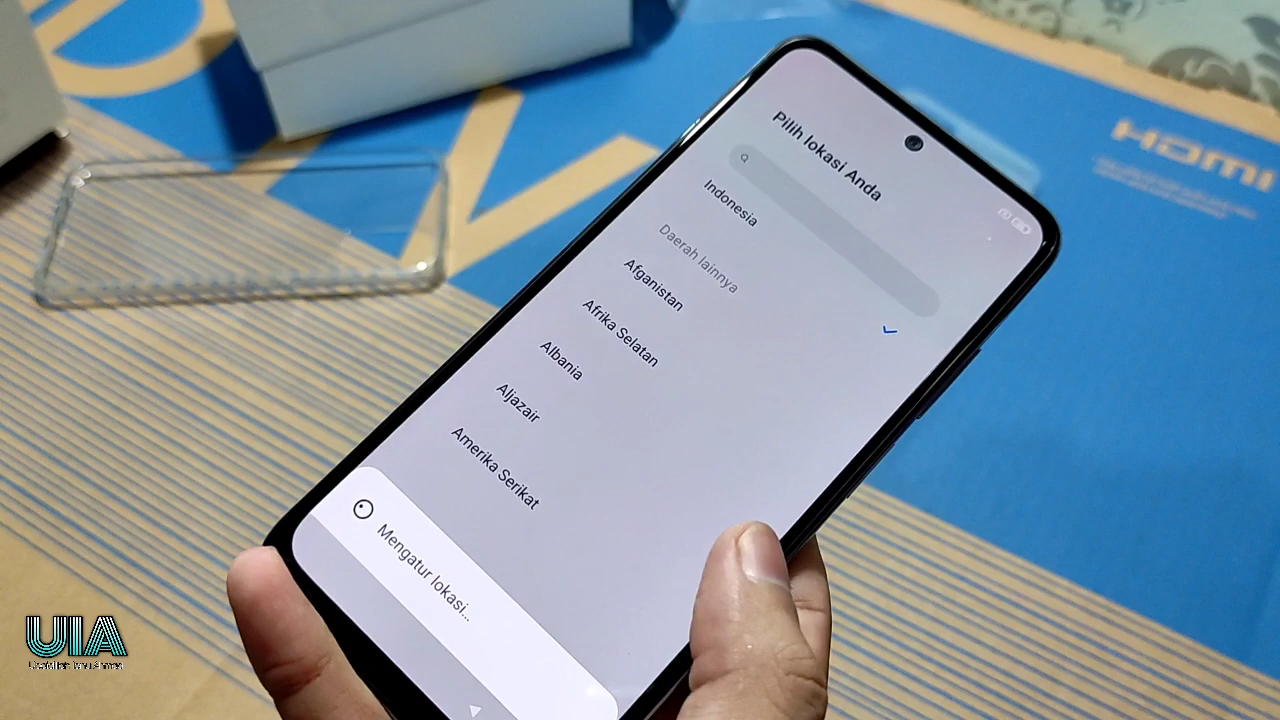 Pilih lokasi Anda
Indonesia
Daerah lainnya
Afganistan
Afrika Selatan
Albania
Aljazair
Amerika Serikat
Mengatur lokasi...
HDMI
UIA